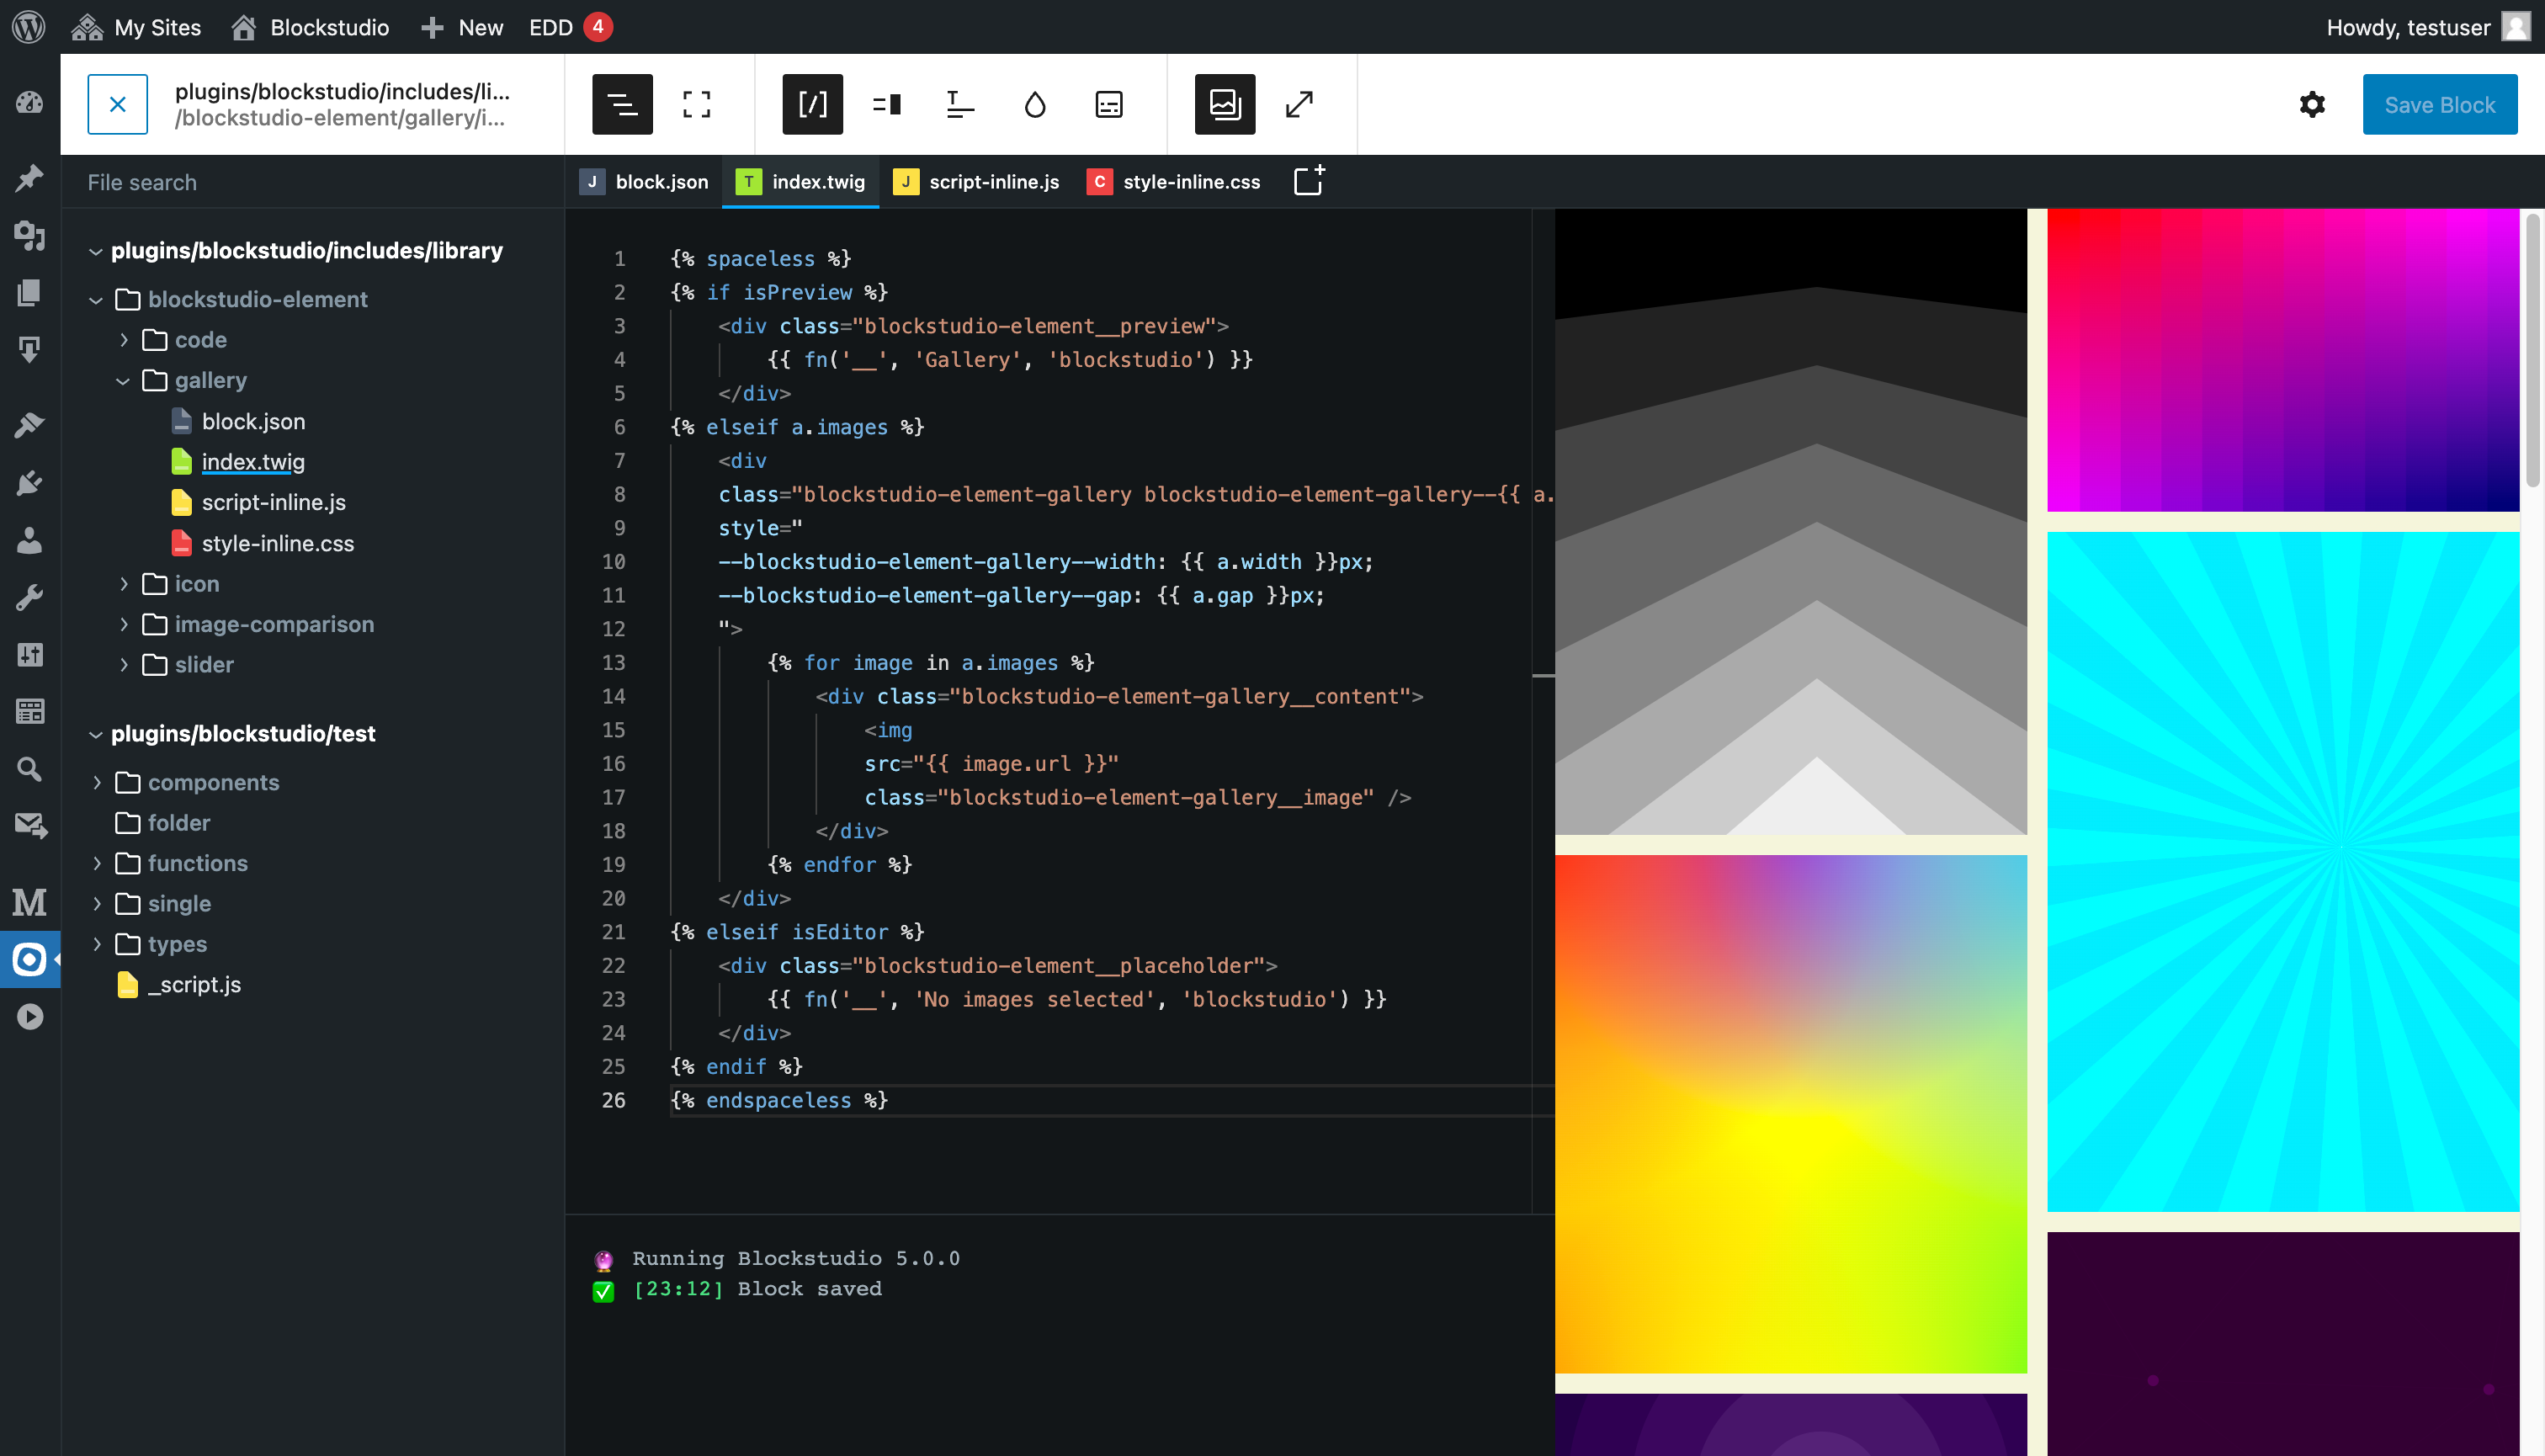 My Sites
Blockstudio
New
EDD 4
Howdy, testuser
plugins/blockstudio/includes/li...
/blockstudio-element/gallery/i...
Save Block
File search
J block.json
T index.twig
J script-inline.js
C style-inline.css
plugins/blockstudio/includes/library
blockstudio-element
code
gallery
block.json
index.twig
script-inline.js
style-inline.css
icon
image-comparison
slider
plugins/blockstudio/test
components
folder
functions
single
types
_script.js
M
1 {% spaceless %}
2 {% if isPreview %}
3 <div class="blockstudio-element__preview">
4 {{ fn('__', 'Gallery', 'blockstudio') }}
5 </div>
6 {% elseif a.images %}
7 <div
8 class="blockstudio-element-gallery blockstudio-element-gallery--{{ a.
9 style="
10 --blockstudio-element-gallery--width: {{ a.width }}px;
11 --blockstudio-element-gallery--gap: {{ a.gap }}px;
12 ">
13 {% for image in a.images %}
14 <div class="blockstudio-element-gallery__content">
15 <img
16 src="{{ image.url }}"
17 class="blockstudio-element-gallery__image" />
18 </div>
19 {% endfor %}
20 </div>
21 {% elseif isEditor %}
22 <div class="blockstudio-element__placeholder">
23 {{ fn('__', 'No images selected', 'blockstudio') }}
24 </div>
25 {% endif %}
26 {% endspaceless %}
Running Blockstudio 5.0.0
[23:12] Block saved